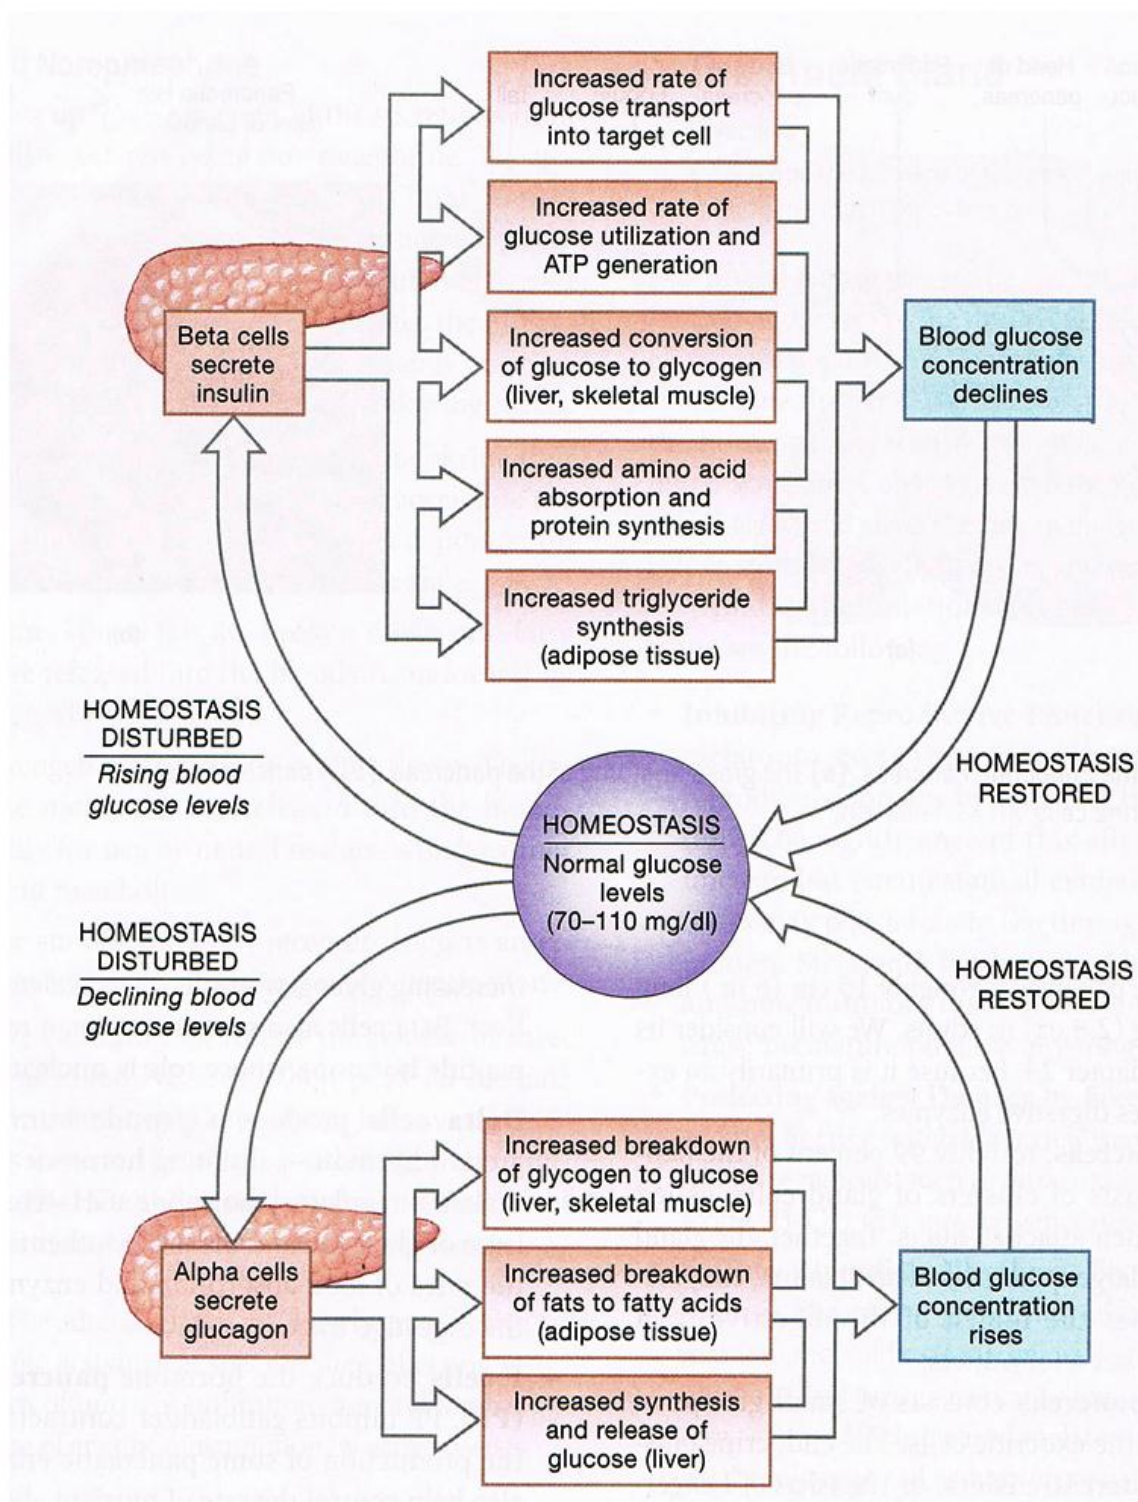 Increased rate of
glucose transport
into target cell
Increased rate of
glucose utilization and
ATP generation
Beta cells
secrete
insulin
Increased conversion
of glucose to glycogen
(liver, skeletal muscle)
Blood glucose
concentration
declines
Increased amino acid
absorption and
protein synthesis
Increased triglyceride
synthesis
(adipose tissue)
HOMEOSTASIS
DISTURBED
Rising blood
glucose levels
HOMEOSTASIS
RESTORED
HOMEOSTASIS
Normal glucose
levels
(70–110 mg/dl)
HOMEOSTASIS
DISTURBED
Declining blood
glucose levels
HOMEOSTASIS
RESTORED
Increased breakdown
of glycogen to glucose
(liver, skeletal muscle)
Alpha cells
secrete
glucagon
Increased breakdown
of fats to fatty acids
(adipose tissue)
Blood glucose
concentration
rises
Increased synthesis
and release of
glucose (liver)